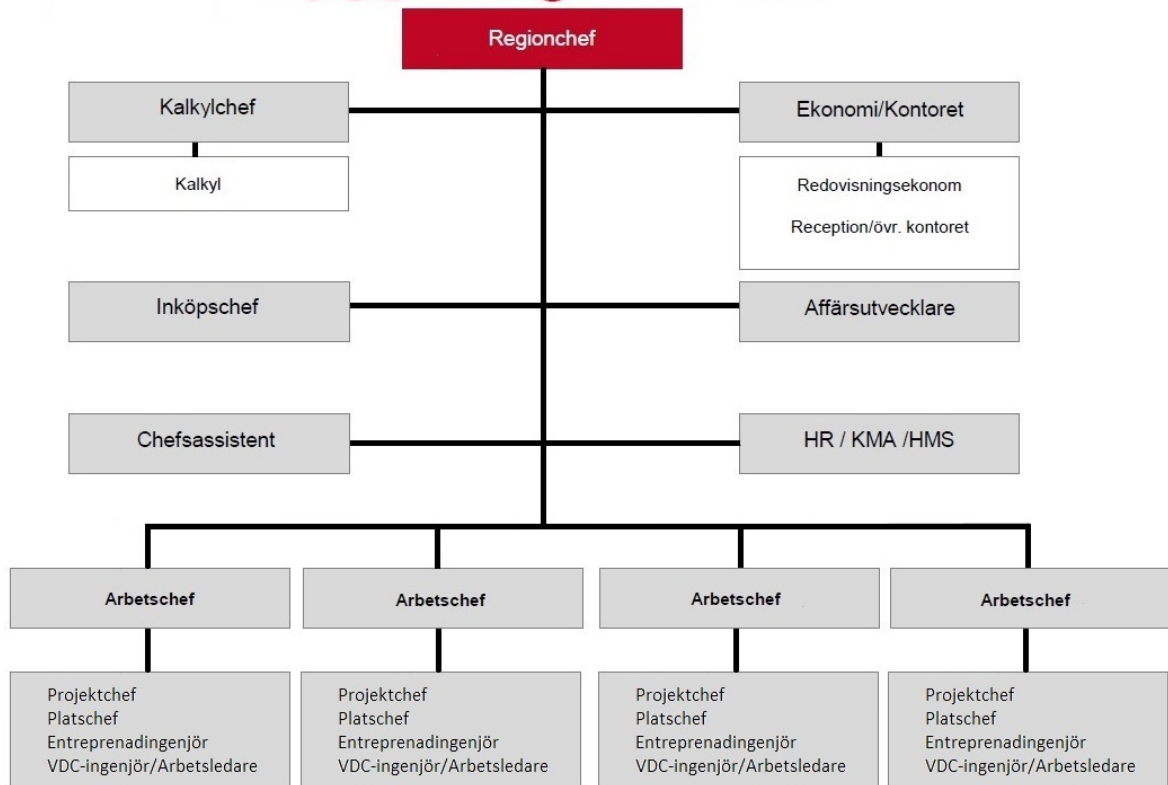 Regionchef
Kalkylchef
Ekonomi/Kontoret
Kalkyl
Redovisningsekonom
Reception/övr. kontoret
Inköpschef
Affärsutvecklare
Chefsassistent
HR / KMA /HMS
Arbetschef
Arbetschef
Arbetschef
Arbetschef
Projektchef
Platschef
Entreprenadingenjör
VDC-ingenjör/Arbetsledare
Projektchef
Platschef
Entreprenadingenjör
VDC-ingenjör/Arbetsledare
Projektchef
Platschef
Entreprenadingenjör
VDC-ingenjör/Arbetsledare
Projektchef
Platschef
Entreprenadingenjör
VDC-ingenjör/Arbetsledare